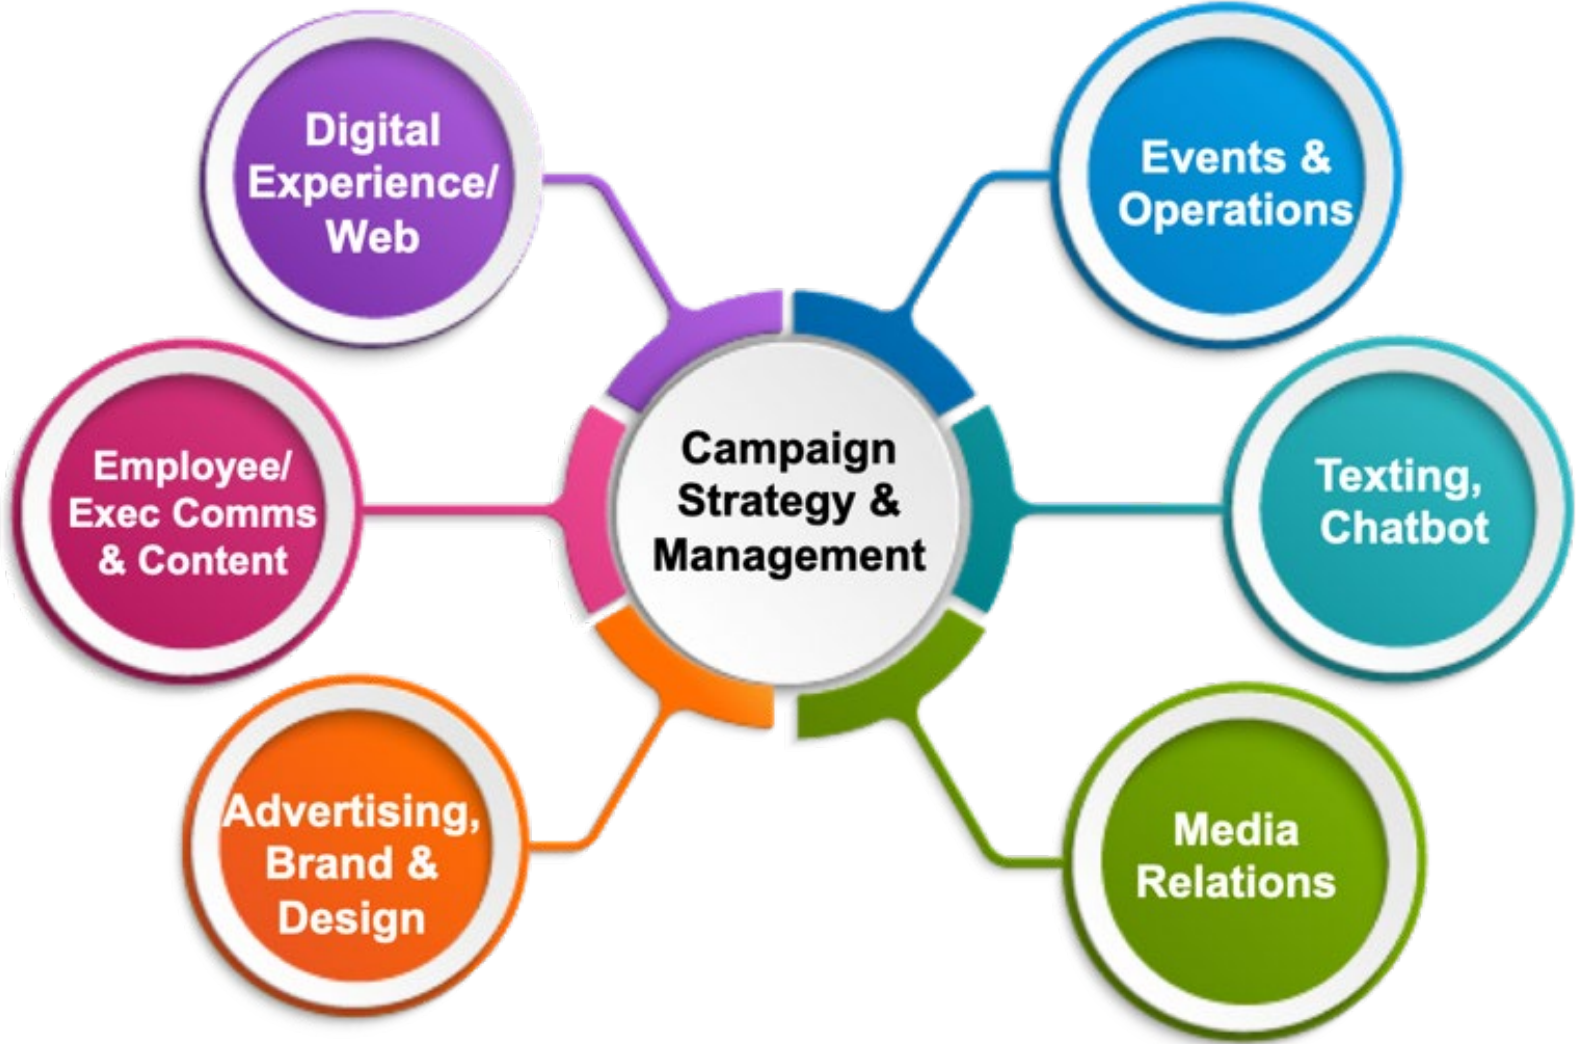 Digital
Experience/
Web
Events &
Operations
Employee/
Exec Comms
& Content
Campaign
Strategy &
Management
Texting,
Chatbot
Advertising,
Brand &
Design
Media
Relations